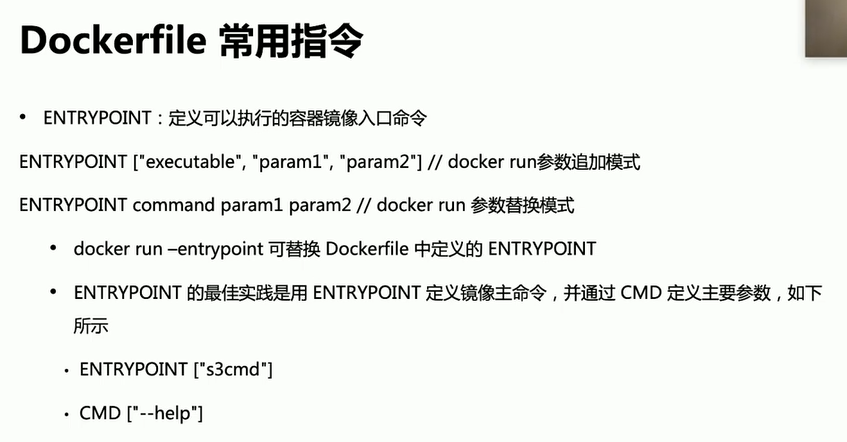 Dockerfile 常用指令
• ENTRYPOINT：定义可以执行的容器镜像入口命令
ENTRYPOINT ["executable", "param1", "param2"] // docker run参数追加模式
ENTRYPOINT command param1 param2 // docker run 参数替换模式
• docker run –entrypoint 可替换 Dockerfile 中定义的 ENTRYPOINT
• ENTRYPOINT 的最佳实践是用 ENTRYPOINT 定义镜像主命令，并通过 CMD 定义主要参数，如下
所示
• ENTRYPOINT ["s3cmd"]
• CMD ["--help"]